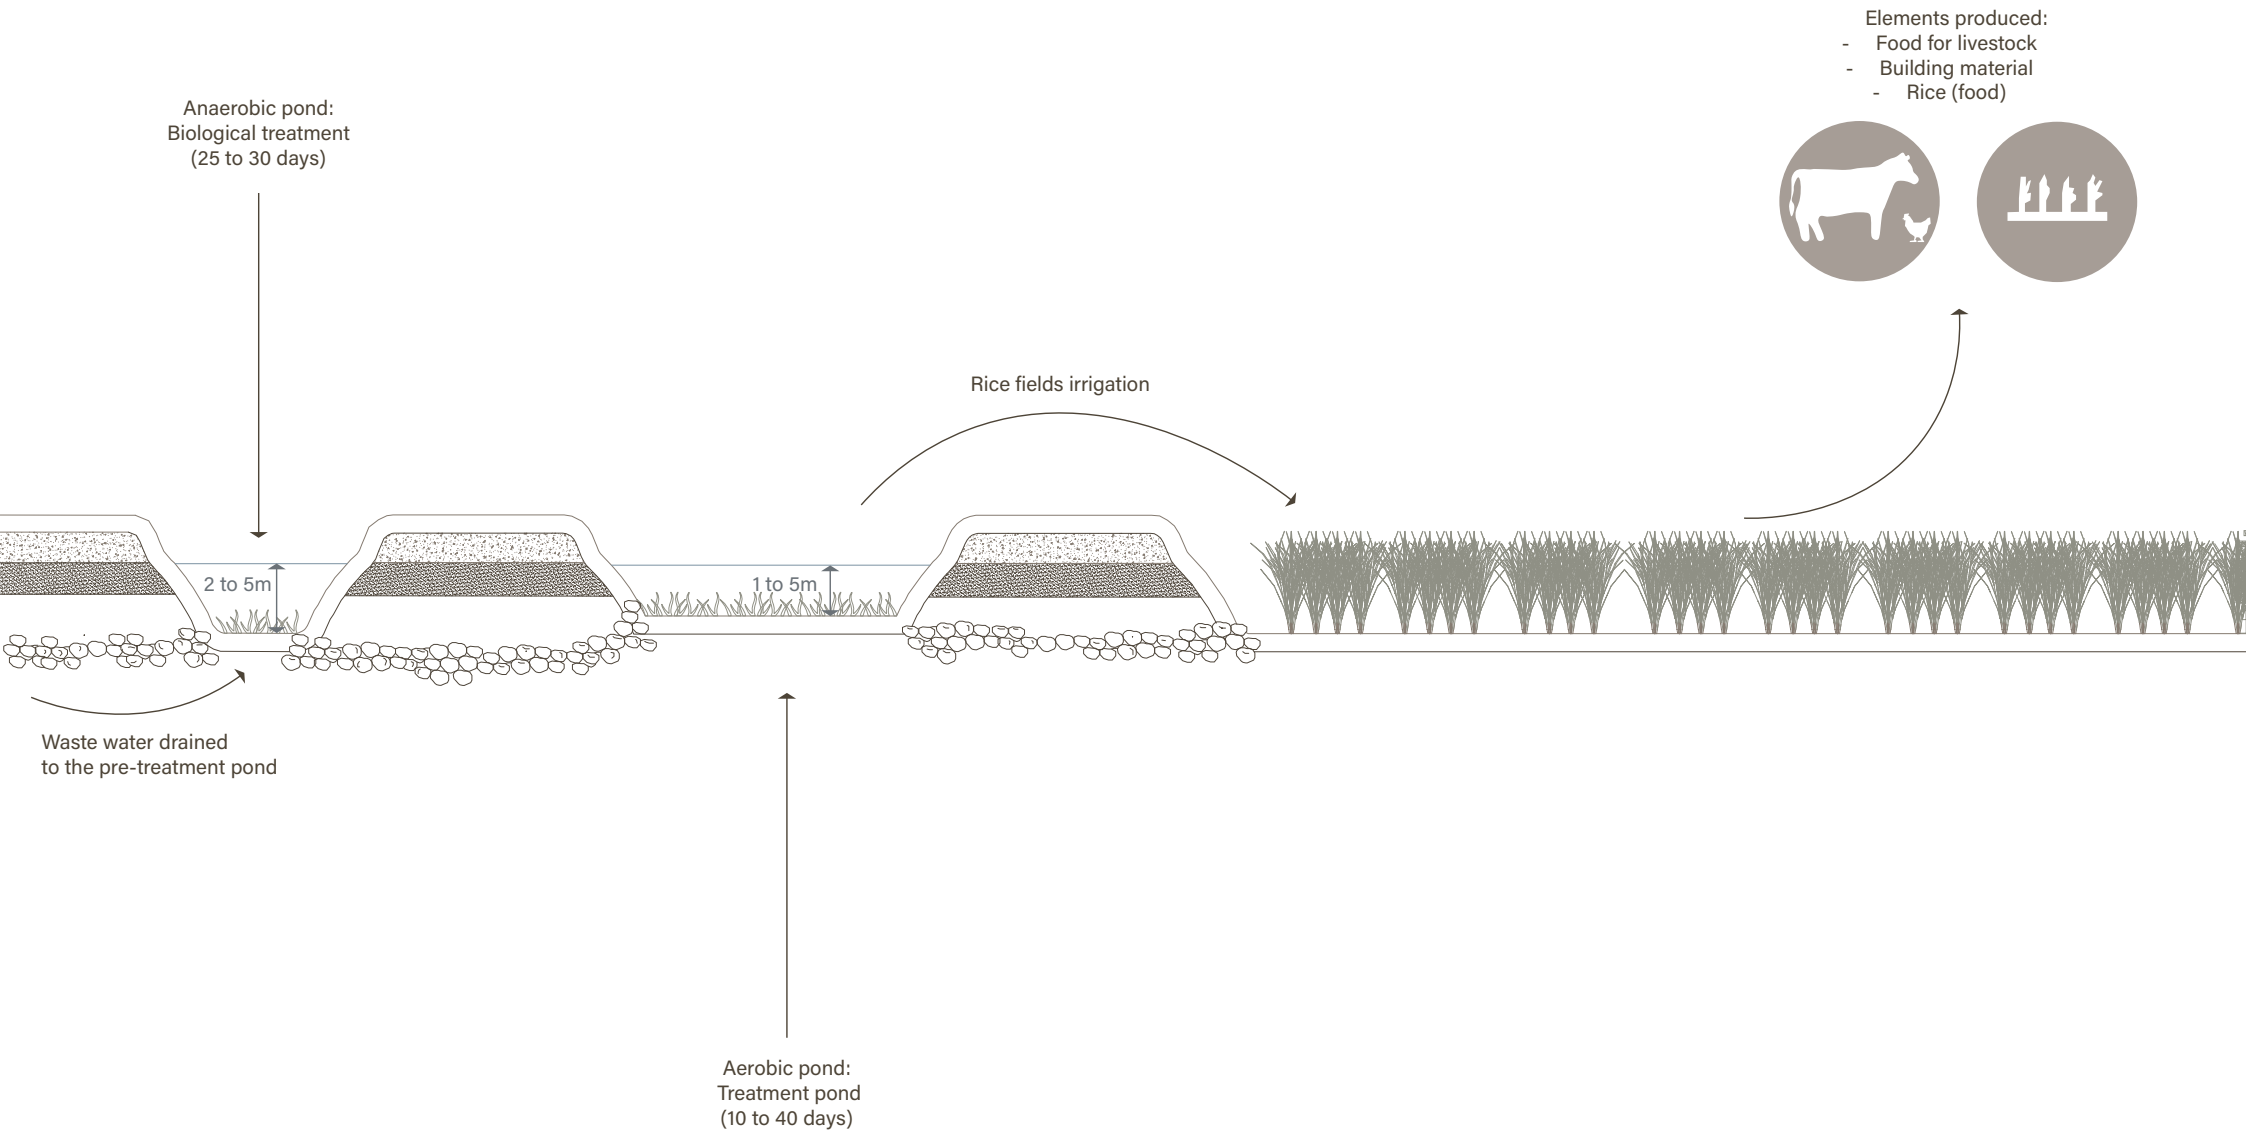 Elements produced:
- Food for livestock
- Building material
- Rice (food)
Anaerobic pond:
Biological treatment
(25 to 30 days)
Rice fields irrigation
2 to 5m
1 to 5m
Waste water drained
to the pre-treatment pond
Aerobic pond:
Treatment pond
(10 to 40 days)